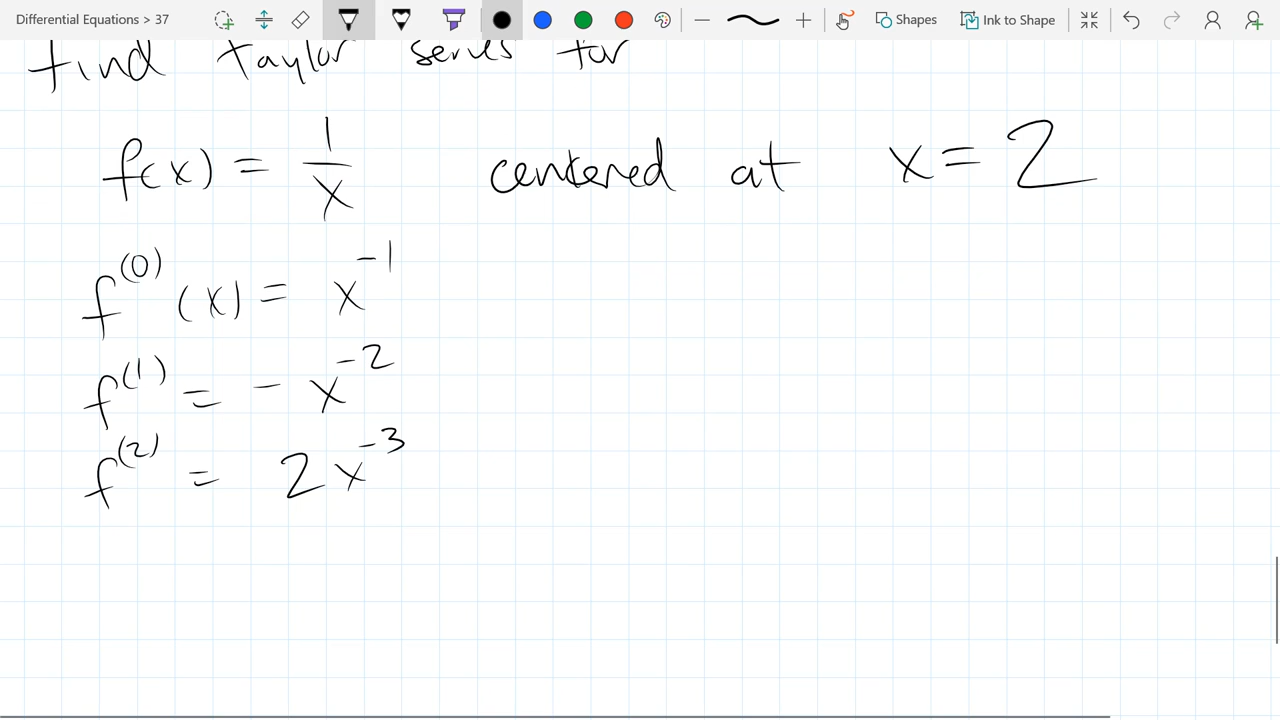 Differential Equations > 37 Shapes Ink to Shape
find Taylor series for
f(x) = 1/x centered at x = 2
f^(0) (x) = x^-1
f^(1) = - x^-2
f^(2) = 2x^-3